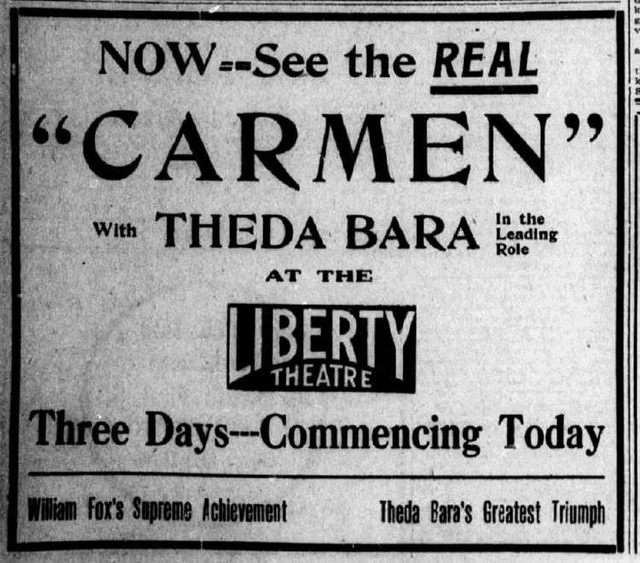 NOW--See the REAL
"CARMEN"
With THEDA BARA In the Leading Role
AT THE
LIBERTY
THEATRE
Three Days---Commencing Today
William Fox's Supreme Achievement
Theda Bara's Greatest Triumph